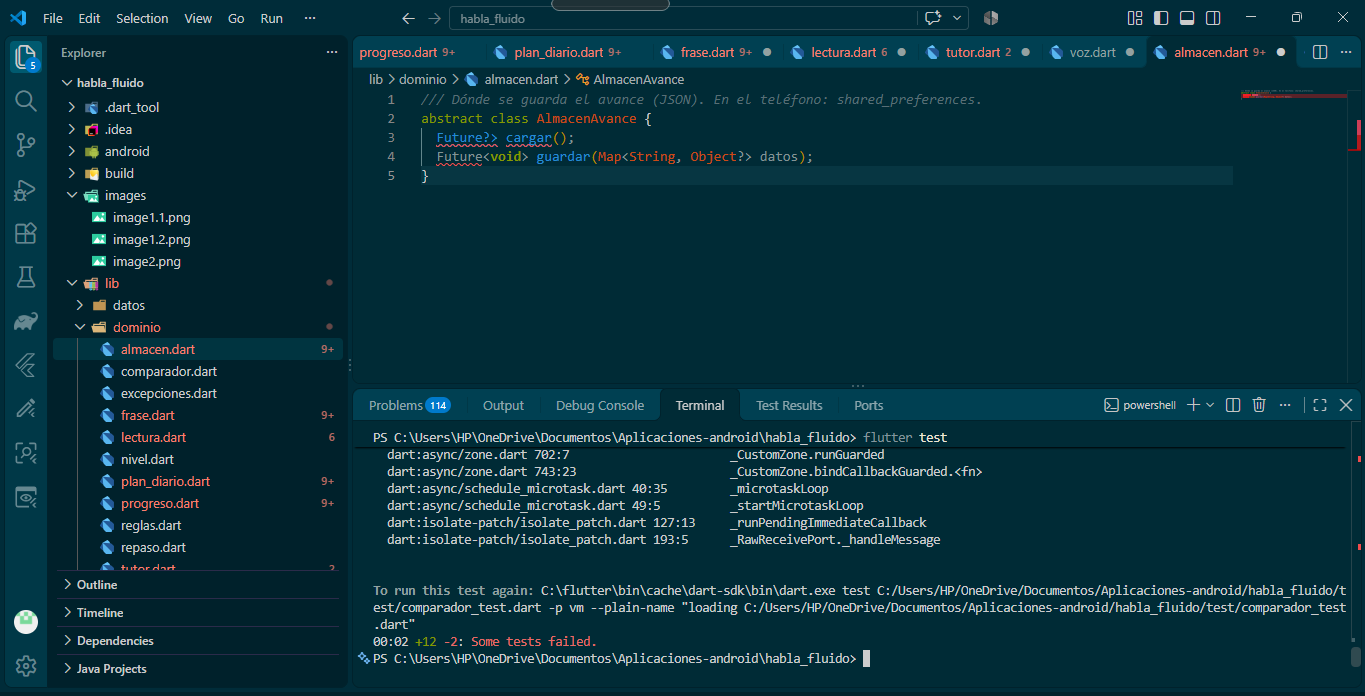 File Edit Selection View Go Run ···
habla_fluido
Explorer ···
progreso.dart 9+ plan_diario.dart 9+ frase.dart 9+ lectura.dart 6 tutor.dart 2 voz.dart almacen.dart 9+ ···
lib > dominio > almacen.dart > AlmacenAvance
habla_fluido
.dart_tool
.idea
android
build
images
image1.1.png
image1.2.png
image2.png
lib
datos
dominio
almacen.dart 9+
comparador.dart
excepciones.dart
frase.dart 9+
lectura.dart 6
nivel.dart
plan_diario.dart 9+
progreso.dart 9+
reglas.dart
repaso.dart
tutor.dart 2
Outline
Timeline
Dependencies
Java Projects
5
1 /// Dónde se guarda el avance (JSON). En el teléfono: shared_preferences.
2 abstract class AlmacenAvance {
3 Future?> cargar();
4 Future<void> guardar(Map<String, Object?> datos);
5 }
Problems 114 Output Debug Console Terminal Test Results Ports powershell ···
PS C:\Users\HP\OneDrive\Documentos\Aplicaciones-android\habla_fluido> flutter test
dart:async/zone.dart 702:7 _CustomZone.runGuarded
dart:async/zone.dart 743:23 _CustomZone.bindCallbackGuarded.<fn>
dart:async/schedule_microtask.dart 40:35 _microtaskLoop
dart:async/schedule_microtask.dart 49:5 _startMicrotaskLoop
dart:isolate-patch/isolate_patch.dart 127:13 _runPendingImmediateCallback
dart:isolate-patch/isolate_patch.dart 193:5 _RawReceivePort._handleMessage
To run this test again: C:\flutter\bin\cache\dart-sdk\bin\dart.exe test C:/Users/HP/OneDrive/Documentos/Aplicaciones-android/habla_fluido/t
est/comparador_test.dart -p vm --plain-name "loading C:/Users/HP/OneDrive/Documentos/Aplicaciones-android/habla_fluido/test/comparador_test
.dart"
00:02 +12 -2: Some tests failed.
PS C:\Users\HP\OneDrive\Documentos\Aplicaciones-android\habla_fluido>